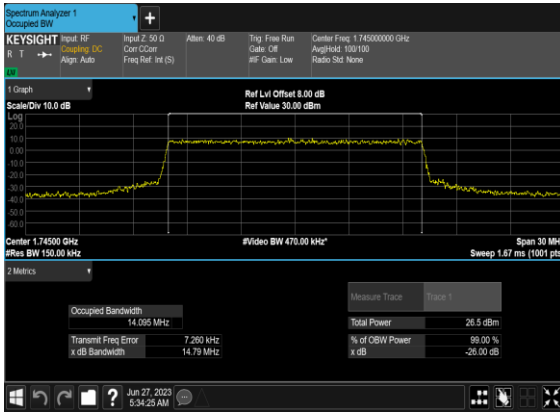 Spectrum Analyzer 1
Occupied BW
KEYSIGHT Input: RF Input Z: 50 Ω Atten: 40 dB Trig: Free Run Center Freq: 1.745000000 GHz
R T Coupling: DC Corr CCorr Gate: Off Avg|Hold: 100/100
Align: Auto Freq Ref: Int (S) #IF Gain: Low Radio Std: None
LW
1 Graph
Ref Lvl Offset 8.00 dB
Scale/Div 10.0 dB Ref Value 30.00 dBm
Log
20.0
10.0
0.00
-10.0
-20.0
-30.0
-40.0
-50.0
-60.0
Center 1.74500 GHz #Video BW 470.00 kHz* Span 30 MH
#Res BW 150.00 kHz Sweep 1.67 ms (1001 pts
2 Metrics
Measure Trace Trace 1
Occupied Bandwidth
14.095 MHz Total Power 26.5 dBm
Transmit Freq Error 7.260 kHz % of OBW Power 99.00 %
x dB Bandwidth 14.79 MHz x dB -26.00 dB
Jun 27, 2023
5:34:25 AM